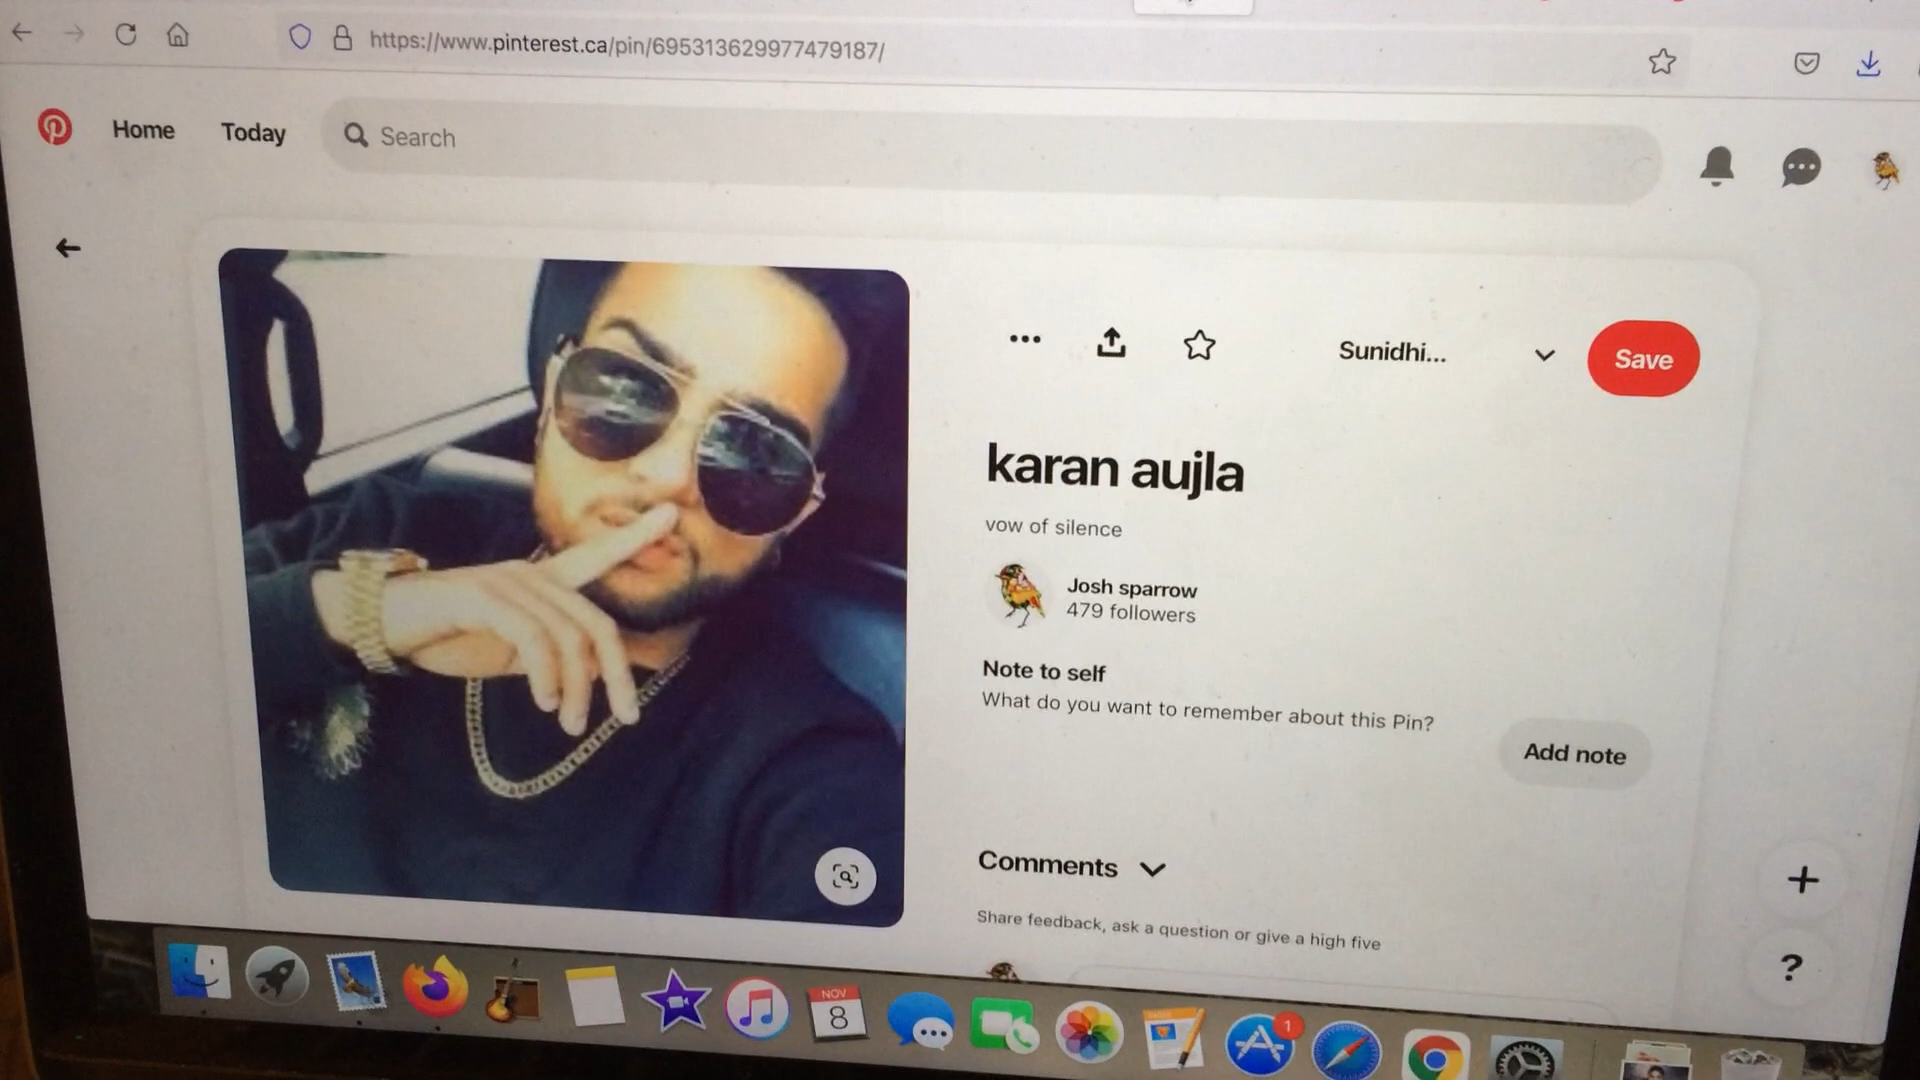 https://www.pinterest.ca/pin/695313629977479187/
Home Today Search
Sunidhi... Save
karan aujla
vow of silence
Josh sparrow
479 followers
Note to self
What do you want to remember about this Pin?
Add note
Comments
Share feedback, ask a question or give a high five
+
?
NOV
8
1